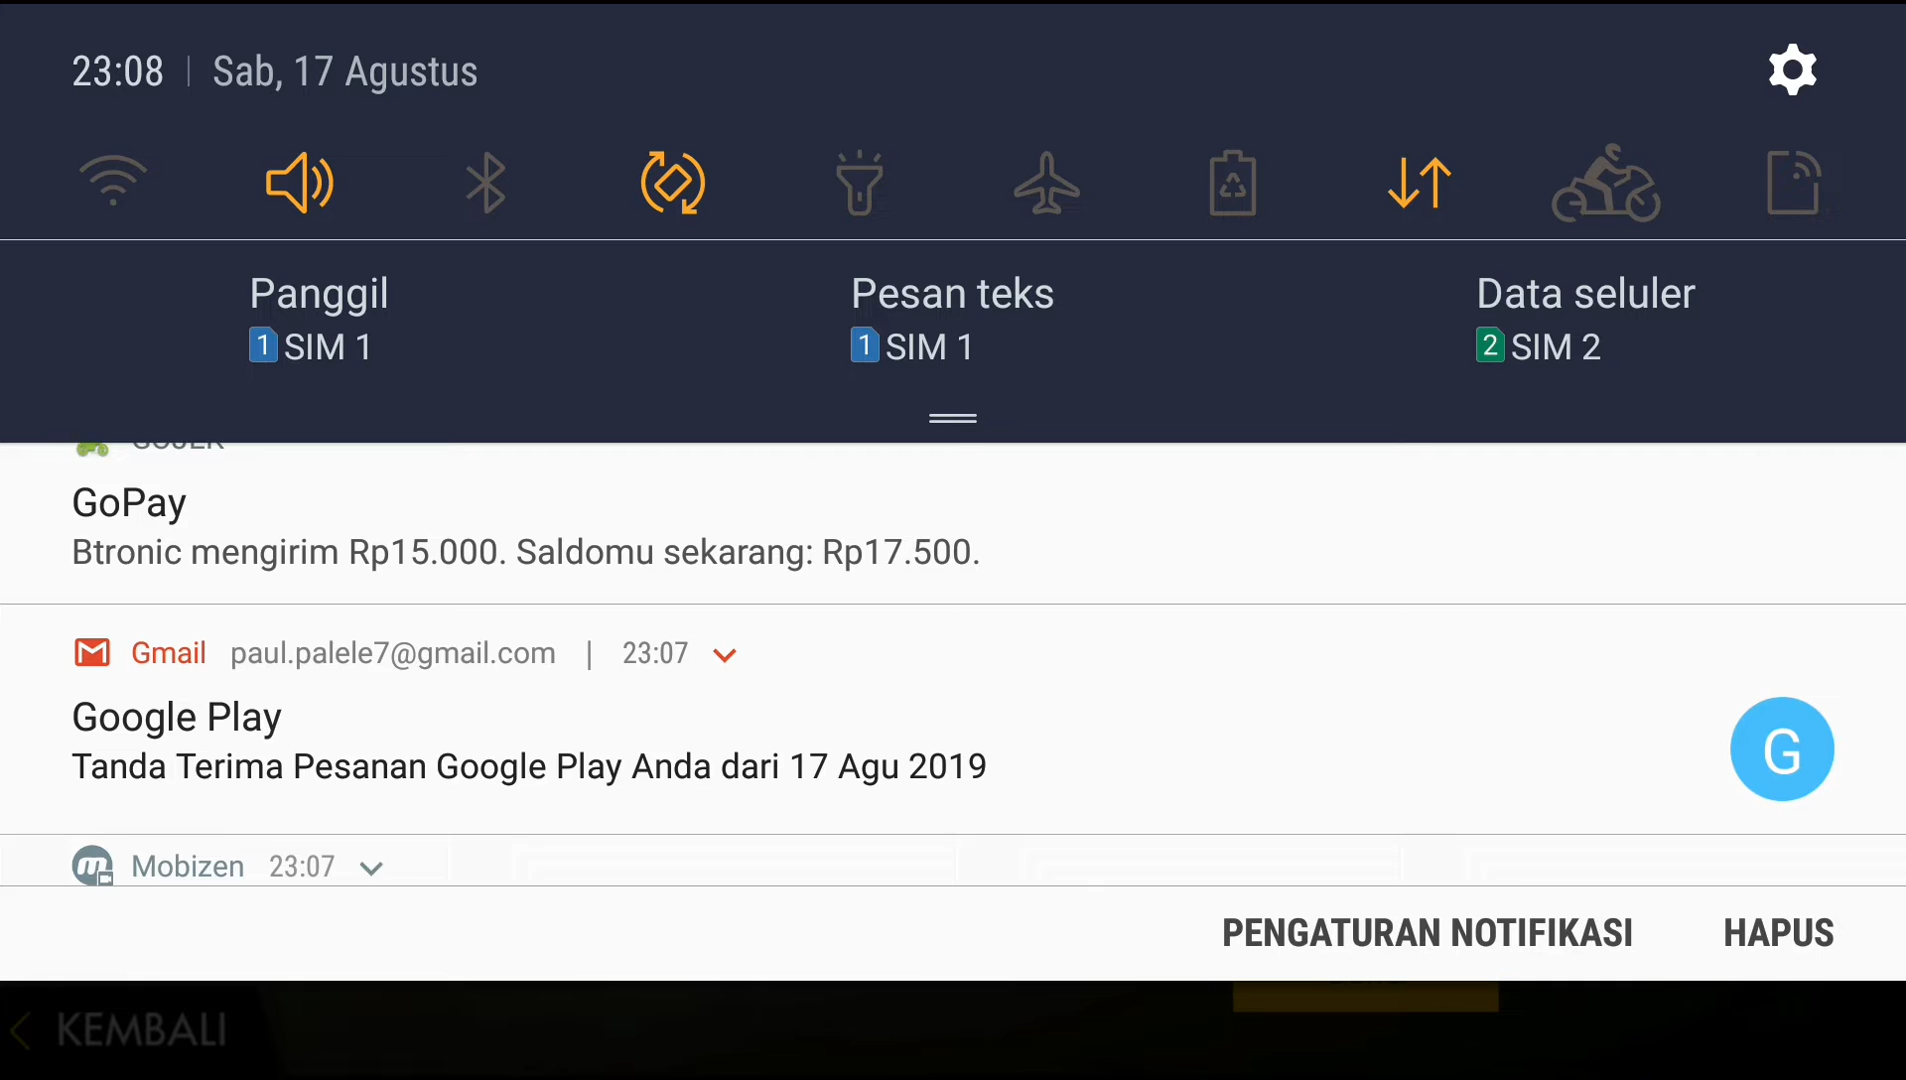 23:08 | Sab, 17 Agustus
Panggil
1 SIM 1
Pesan teks
1 SIM 1
Data seluler
2 SIM 2
GOJEK
GoPay
Btronic mengirim Rp15.000. Saldomu sekarang: Rp17.500.
Gmail paul.palele7@gmail.com | 23:07
Google Play
Tanda Terima Pesanan Google Play Anda dari 17 Agu 2019
G
Mobizen 23:07
PENGATURAN NOTIFIKASI HAPUS
KEMBALI